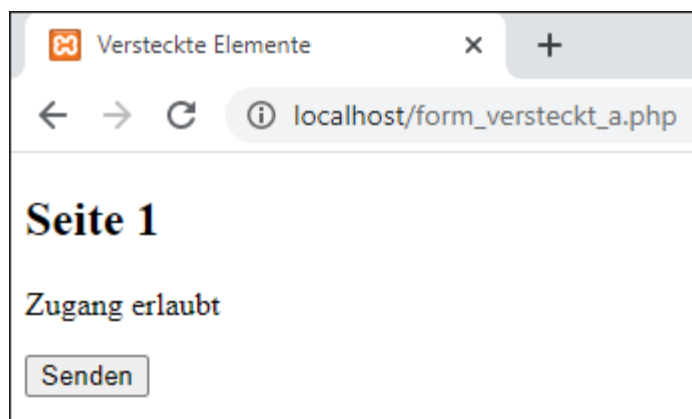 Versteckte Elemente
localhost/form_versteckt_a.php
Seite 1
Zugang erlaubt
Senden